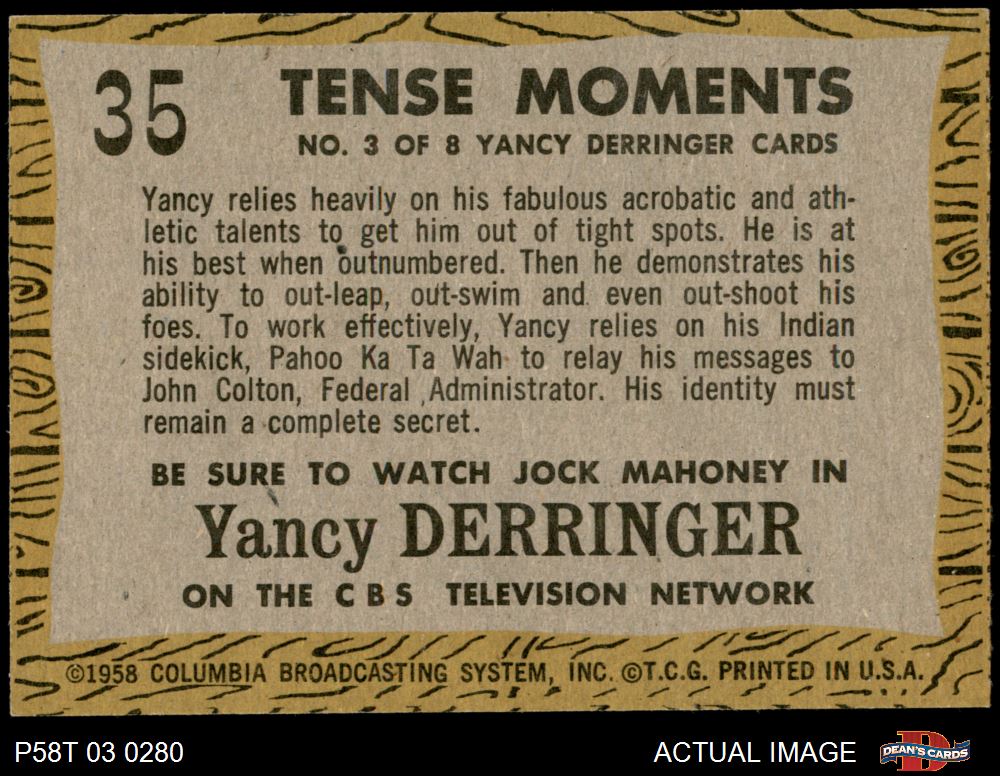 35
TENSE MOMENTS
NO. 3 OF 8 YANCY DERRINGER CARDS
Yancy relies heavily on his fabulous acrobatic and ath-
letic talents to get him out of tight spots. He is at
his best when outnumbered. Then he demonstrates his
ability to out-leap, out-swim and even out-shoot his
foes. To work effectively, Yancy relies on his Indian
sidekick, Pahoo Ka Ta Wah to relay his messages to
John Colton, Federal Administrator. His identity must
remain a complete secret.
BE SURE TO WATCH JOCK MAHONEY IN
Yancy DERRINGER
ON THE CBS TELEVISION NETWORK
©1958 COLUMBIA BROADCASTING SYSTEM, INC. ©T.C.G. PRINTED IN U.S.A.
P58T 03 0280
ACTUAL IMAGE
D
DEAN'S CARDS